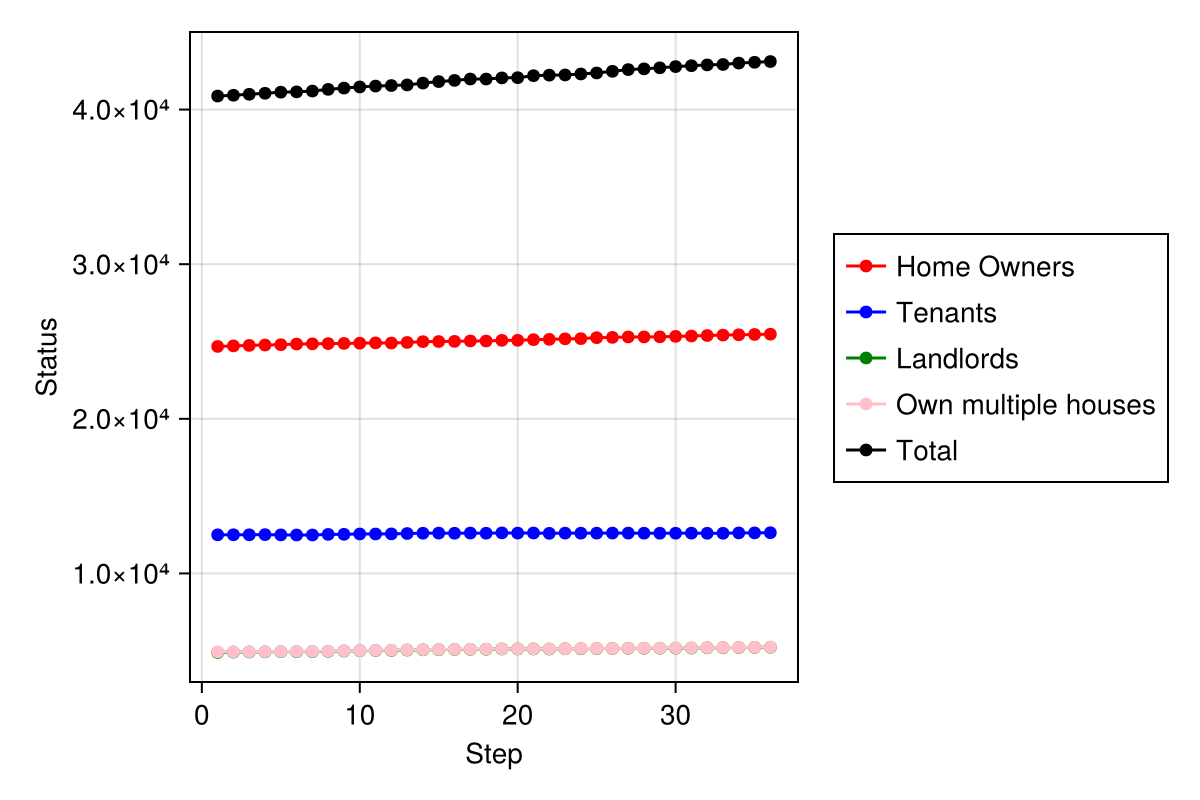 4.0×10⁴
3.0×10⁴
2.0×10⁴
1.0×10⁴
Status
0 10 20 30
Step
Home Owners
Tenants
Landlords
Own multiple houses
Total